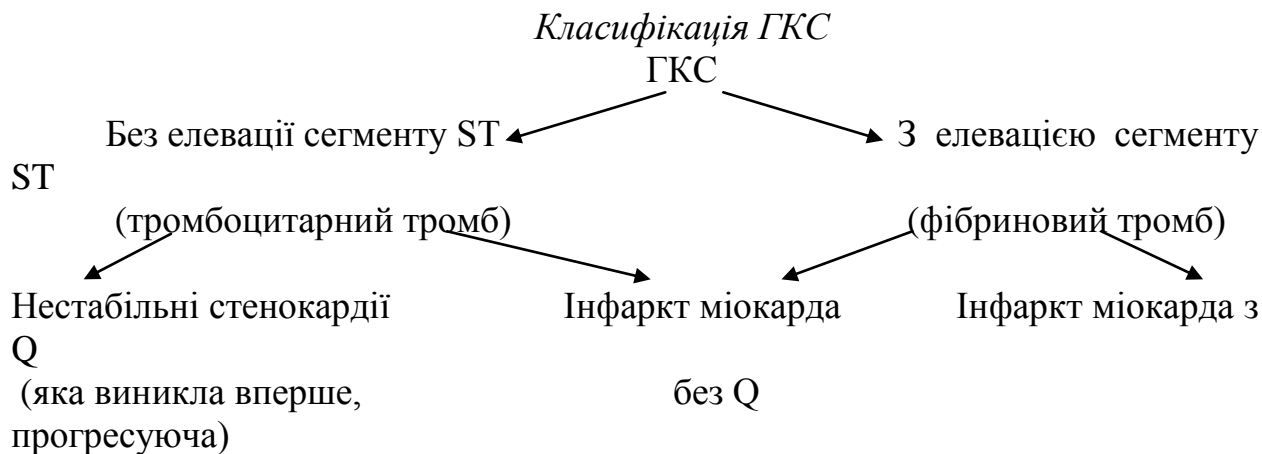 Класифікація ГКС
ГКС
Без елевації сегменту ST З елевацією сегменту
ST
(тромбоцитарний тромб) (фібриновий тромб)
Нестабільні стенокардії Інфаркт міокарда Інфаркт міокарда з
Q
(яка виникла вперше, без Q
прогресуюча)